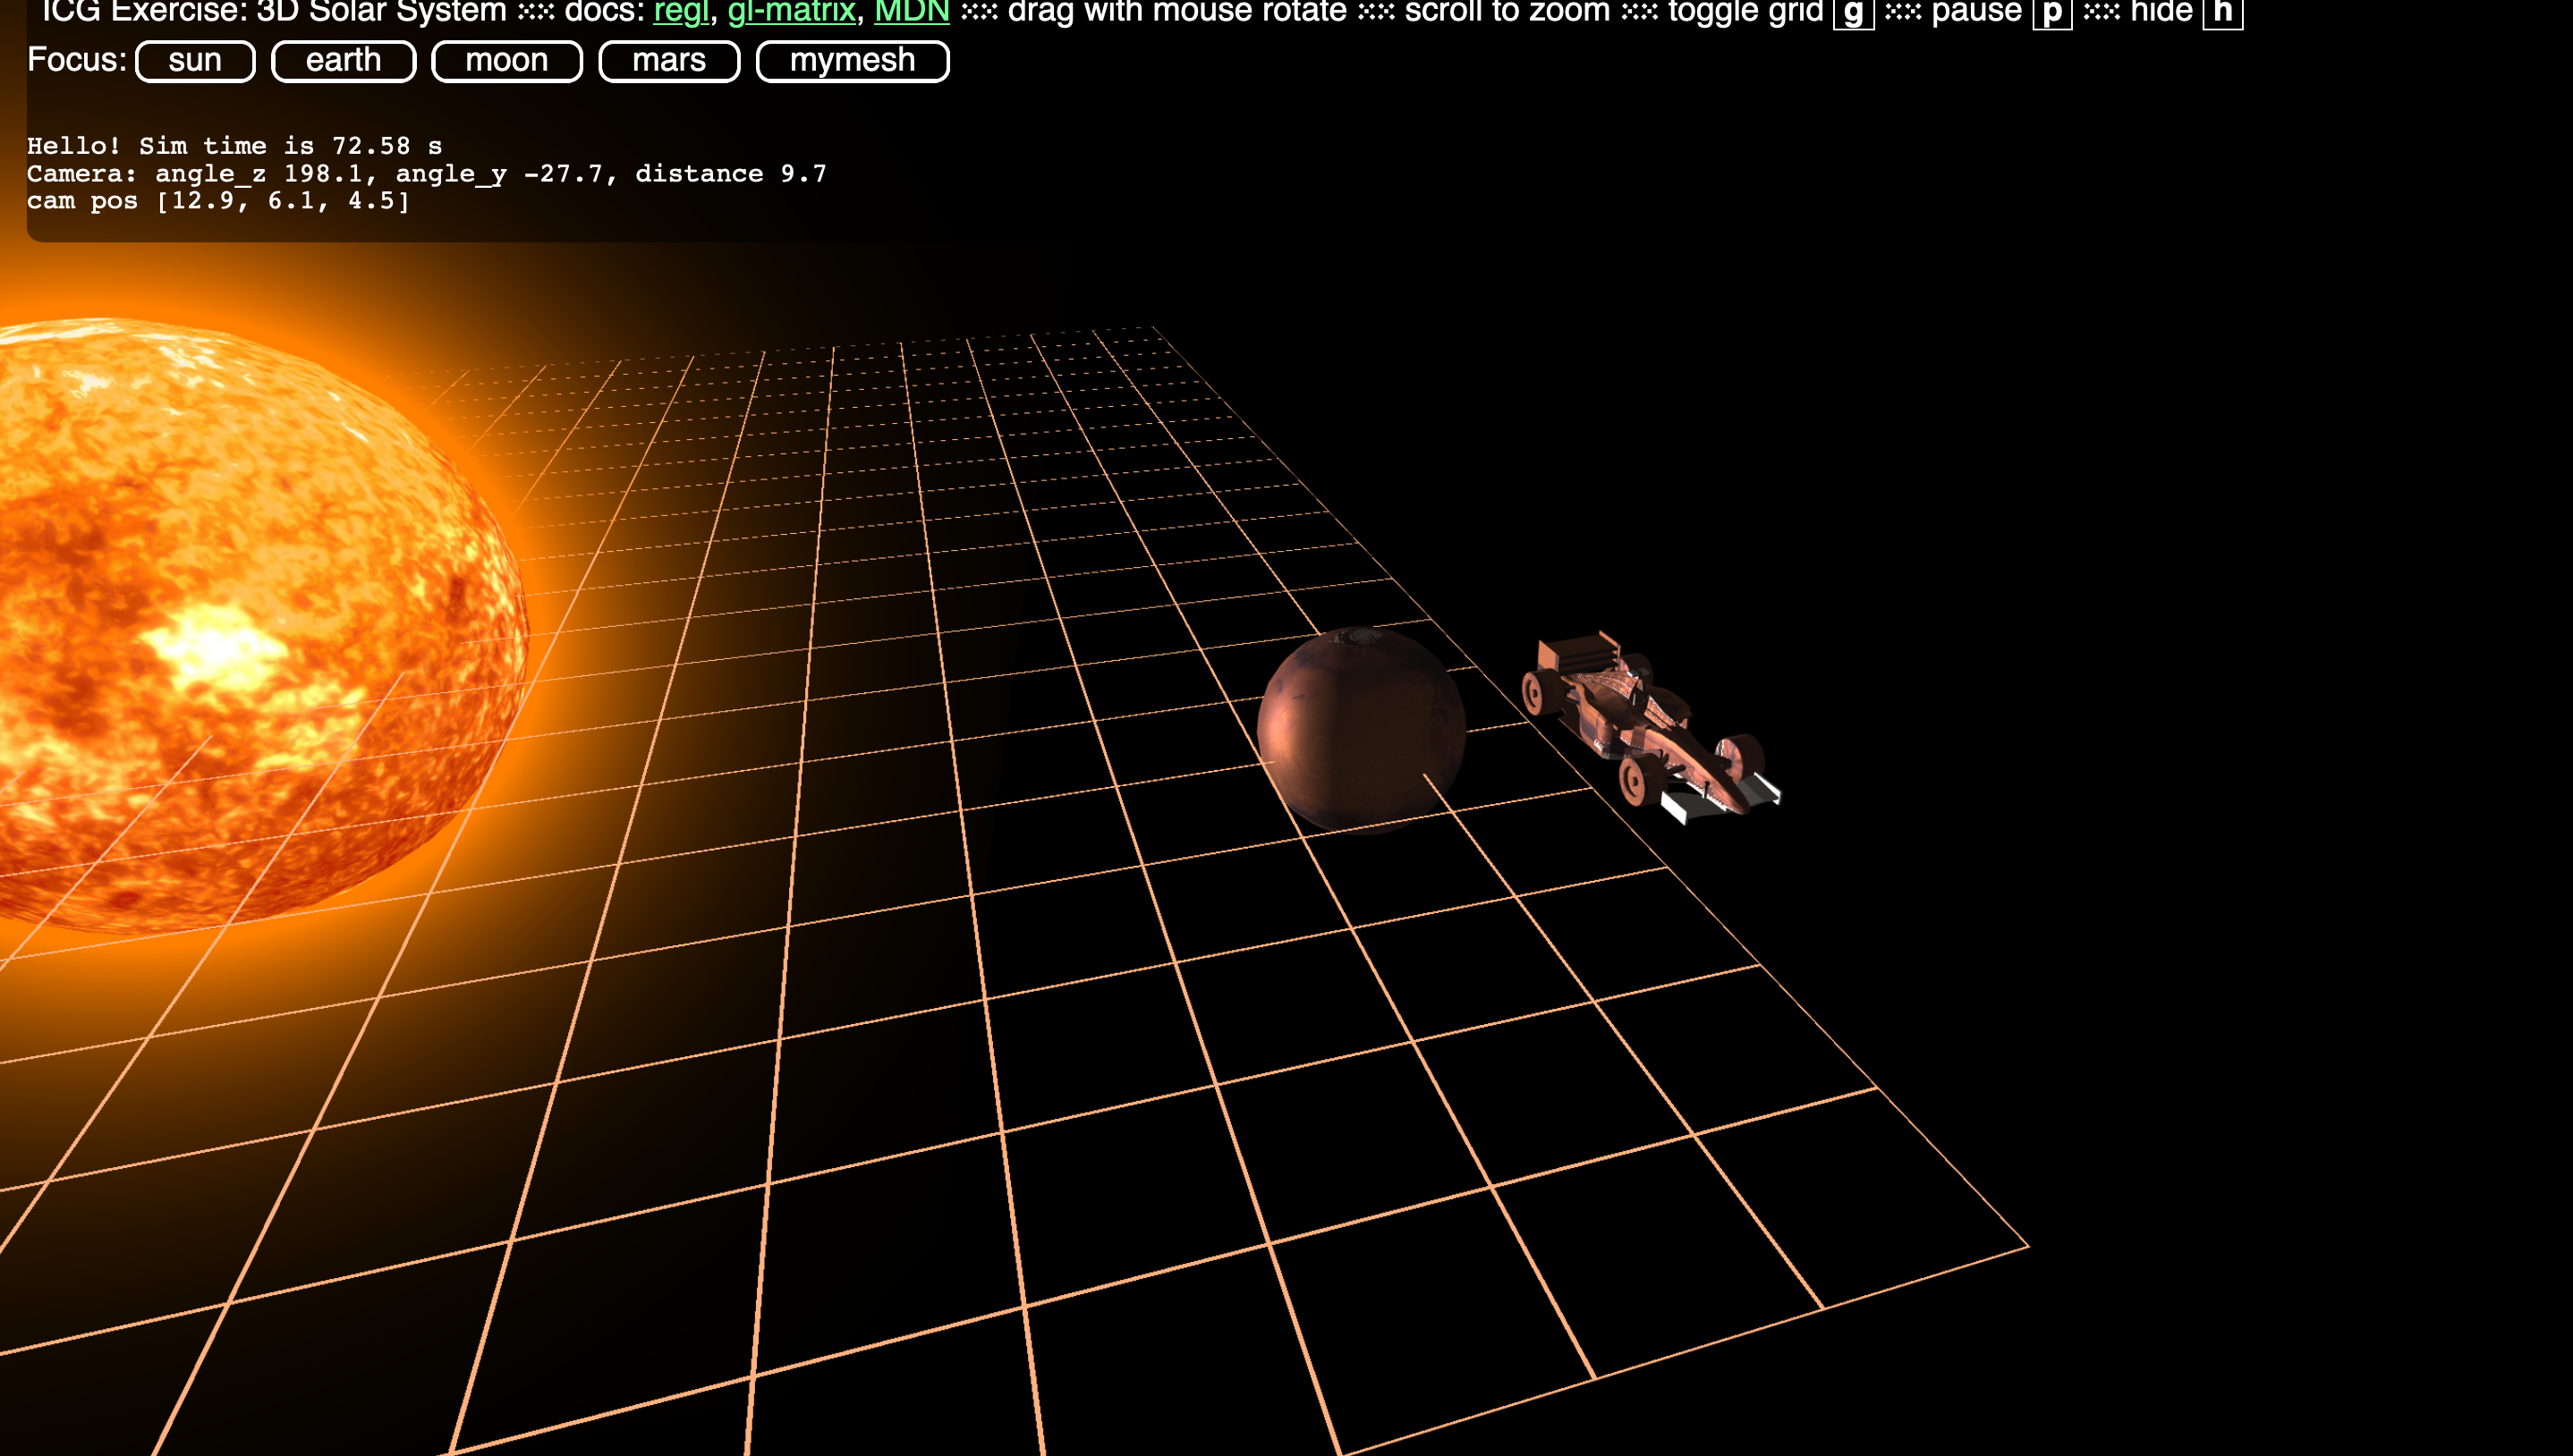 ICG Exercise: 3D Solar System ⁙⁙ docs: regl, gl-matrix, MDN ⁙⁙ drag with mouse rotate ⁙⁙ scroll to zoom ⁙⁙ toggle grid g ⁙⁙ pause p ⁙⁙ hide h
Focus: sun earth moon mars mymesh
Hello! Sim time is 72.58 s
Camera: angle_z 198.1, angle_y -27.7, distance 9.7
cam pos [12.9, 6.1, 4.5]